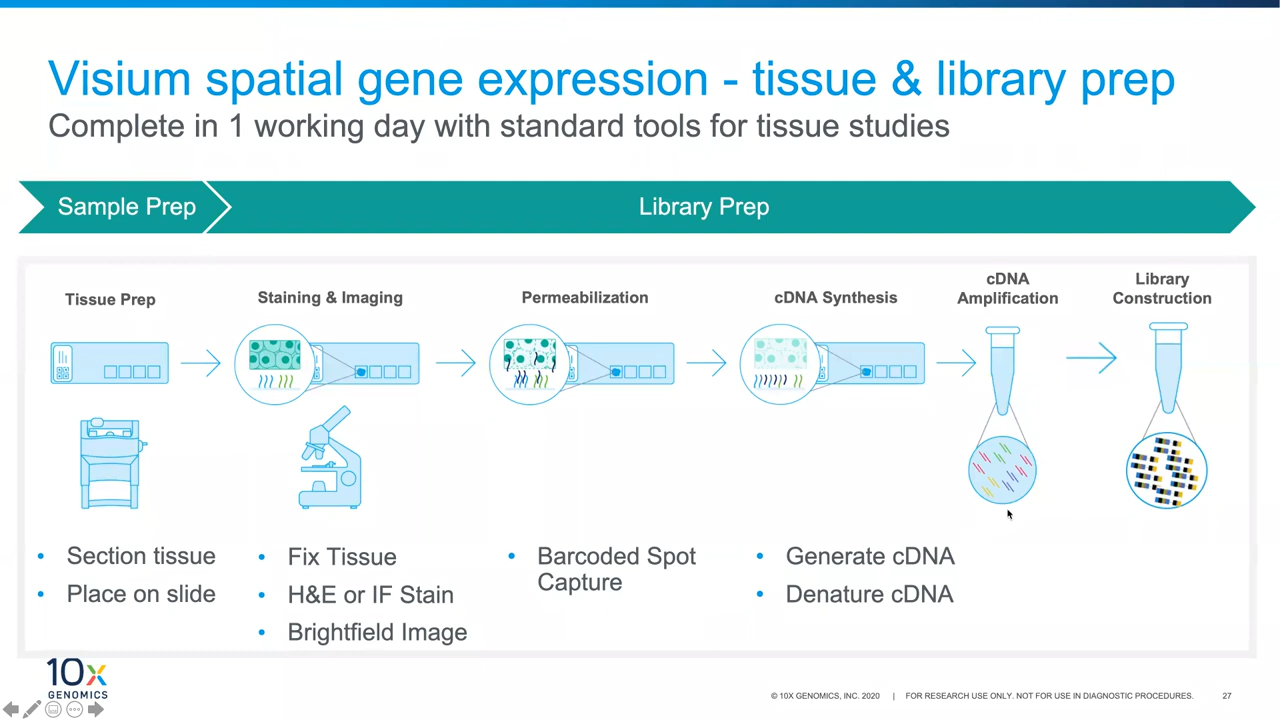 Visium spatial gene expression - tissue & library prep
Complete in 1 working day with standard tools for tissue studies
Sample Prep
Library Prep
Tissue Prep
Staining & Imaging
Permeabilization
cDNA Synthesis
cDNA
Amplification
Library
Construction
• Section tissue
• Place on slide
• Fix Tissue
• H&E or IF Stain
• Brightfield Image
• Barcoded Spot
Capture
• Generate cDNA
• Denature cDNA
10x
GENOMICS
© 10X GENOMICS, INC. 2020 | FOR RESEARCH USE ONLY. NOT FOR USE IN DIAGNOSTIC PROCEDURES. 27